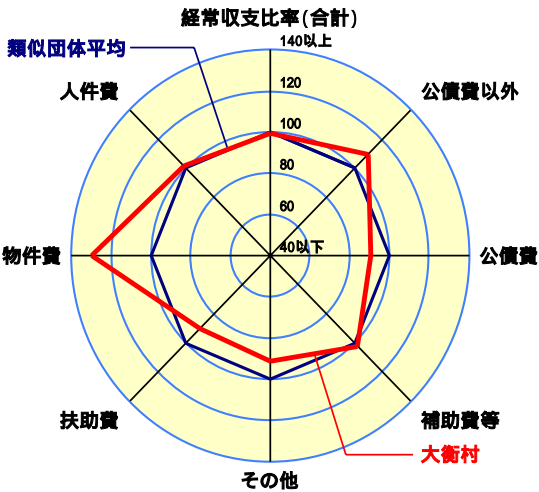 経常収支比率(合計)
類似団体平均
140以上
人件費
120
公債費以外
100
80
60
物件費
40以下
公債費
扶助費
補助費等
大衡村
その他